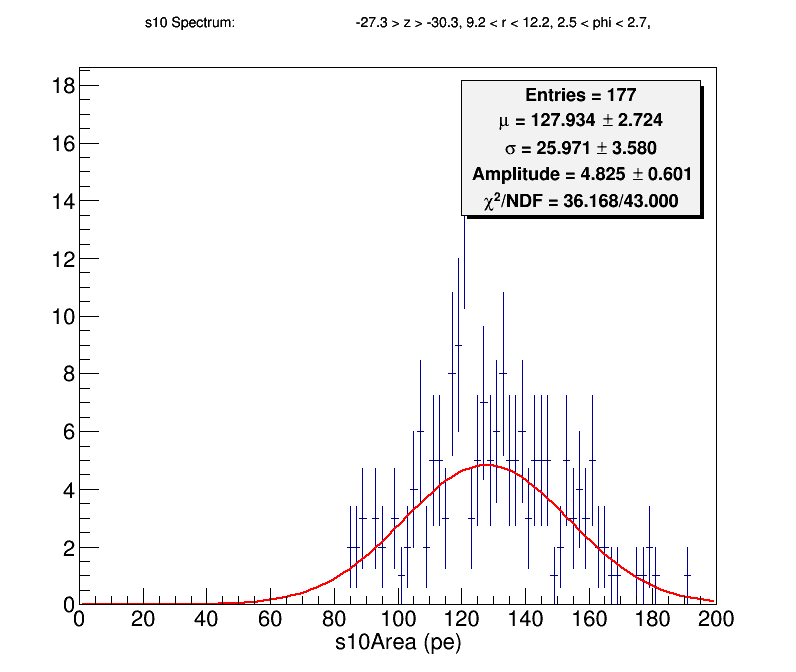 s10 Spectrum: -27.3 > z > -30.3, 9.2 < r < 12.2, 2.5 < phi < 2.7,
Entries = 177
μ = 127.934 ± 2.724
σ = 25.971 ± 3.580
Amplitude = 4.825 ± 0.601
χ²/NDF = 36.168/43.000
18
16
14
12
10
8
6
4
2
0
0 20 40 60 80 100 120 140 160 180 200
s10Area (pe)